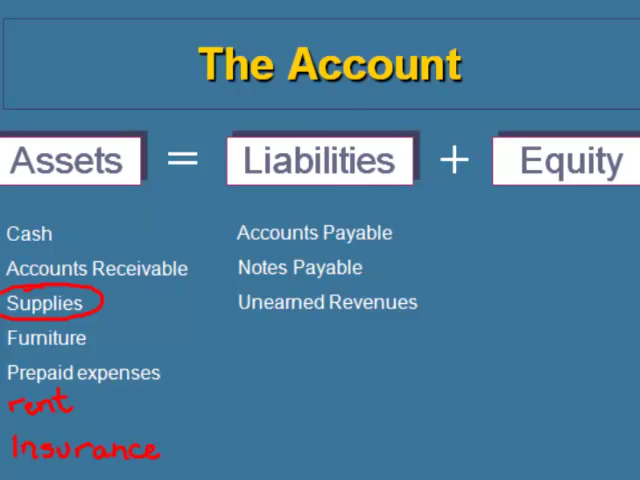 The Account
Assets = Liabilities + Equity
Cash
Accounts Receivable
Supplies
Furniture
Prepaid expenses
rent
Insurance
Accounts Payable
Notes Payable
Unearned Revenues